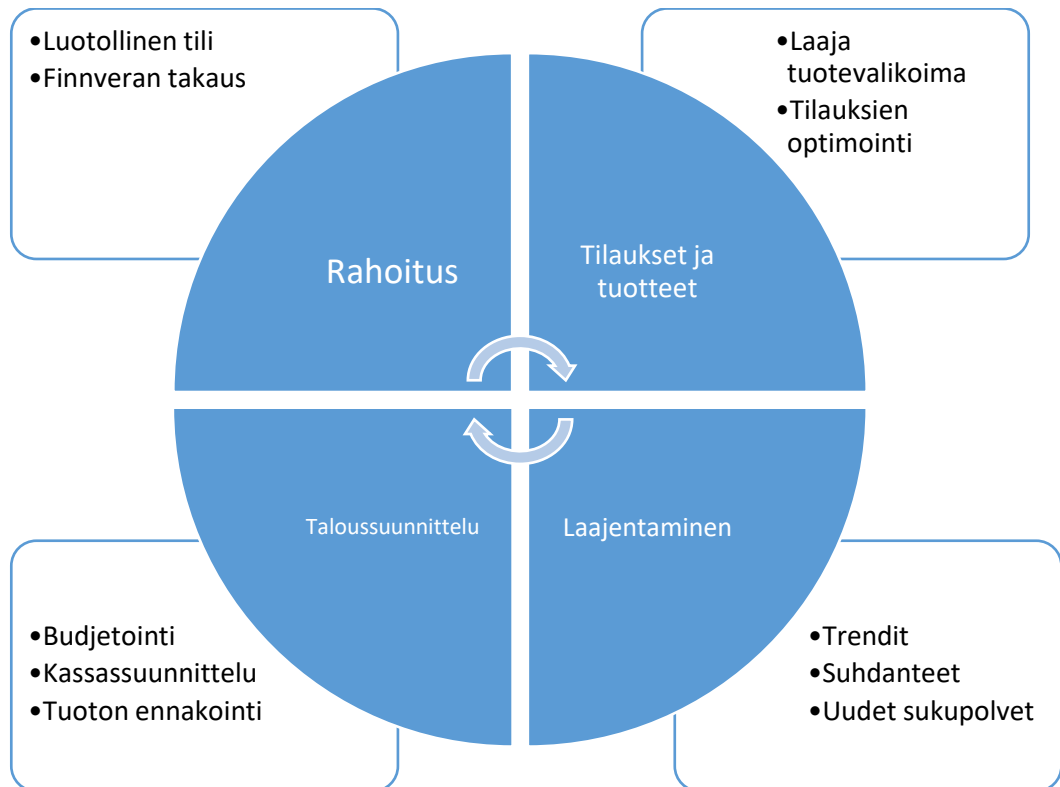 •Luotollinen tili
•Finnveran takaus
•Laaja
tuotevalikoima
•Tilauksien
optimointi
Rahoitus
Tilaukset ja
tuotteet
Taloussuunnittelu
Laajentaminen
•Budjetointi
•Kassassuunnittelu
•Tuoton ennakointi
•Trendit
•Suhdanteet
•Uudet sukupolvet